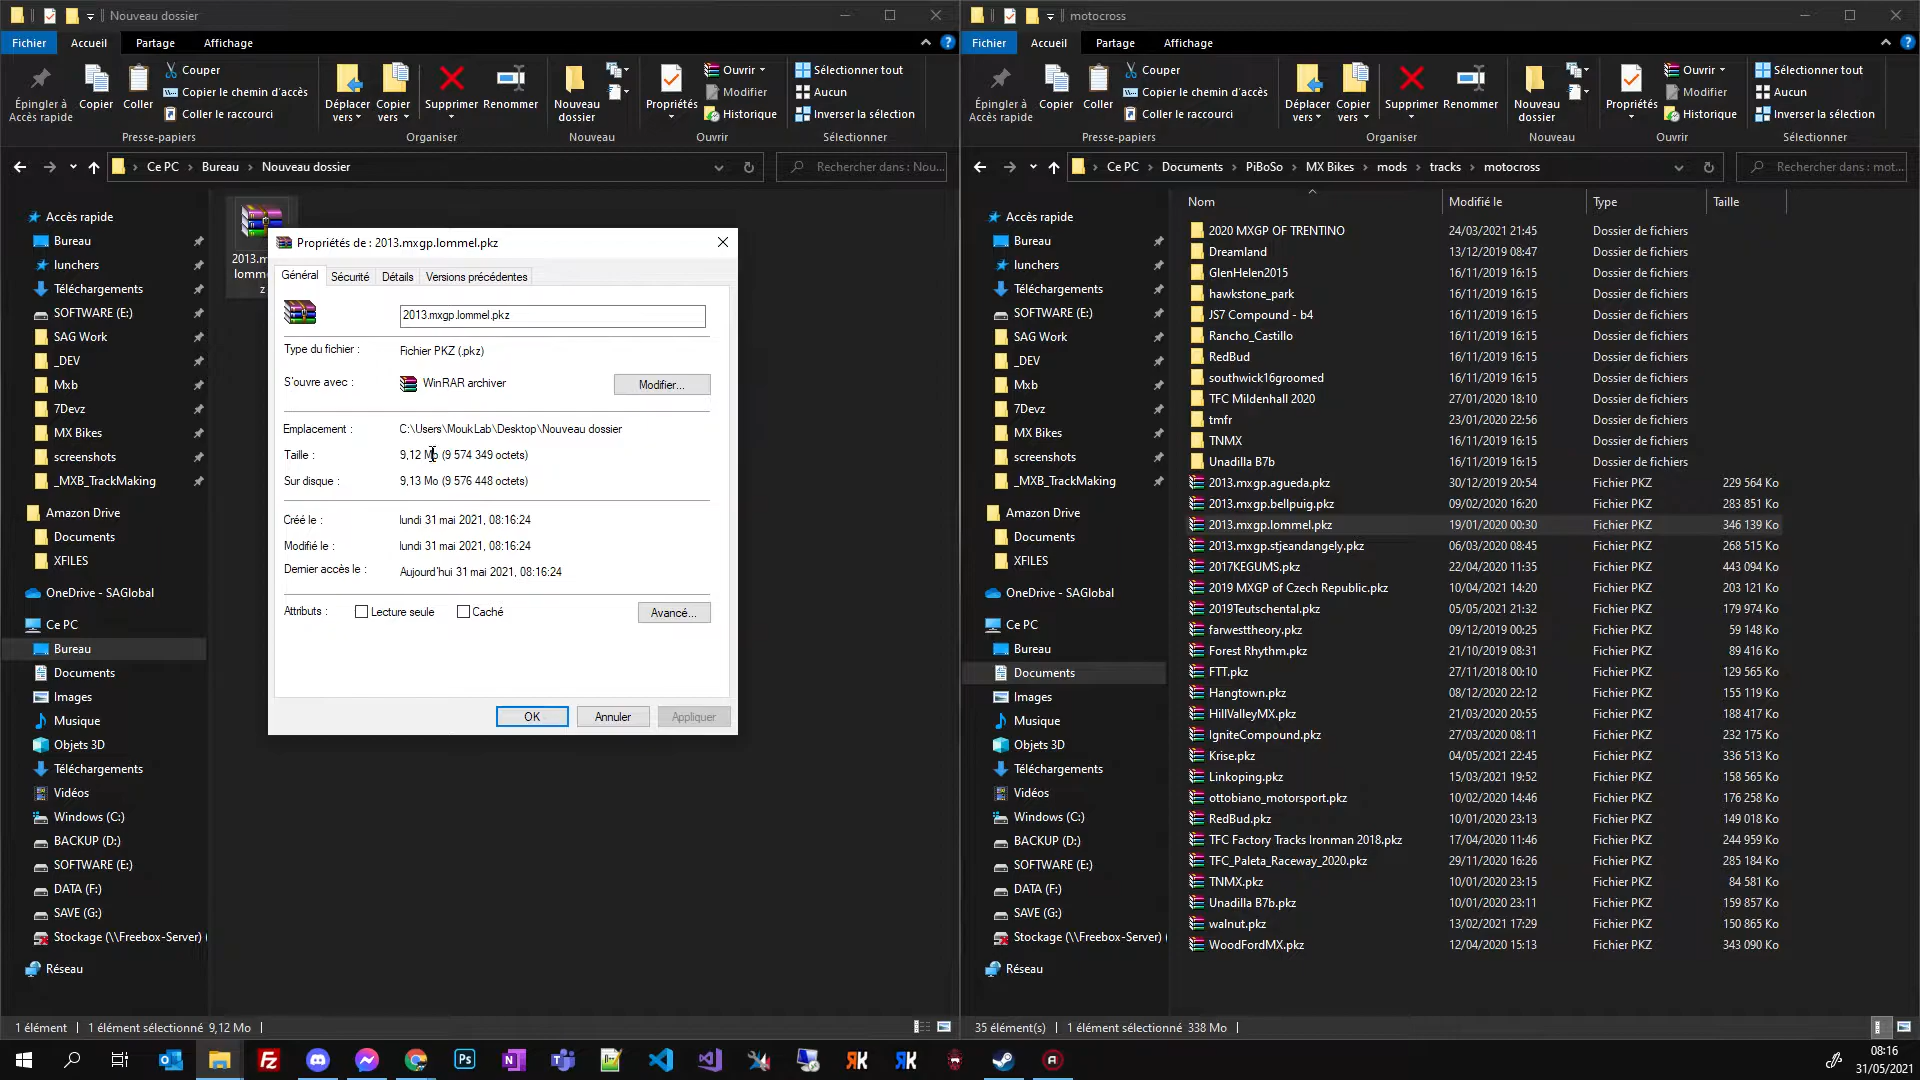 Nouveau dossier
Fichier
Accueil
Partage
Affichage
Épingler à
Accès rapide
Copier
Coller
Couper
Copier le chemin d'accès
Coller le raccourci
Presse-papiers
Déplacer
vers
Copier
vers
Supprimer
Renommer
Organiser
Nouveau
dossier
Nouveau
Propriétés
Ouvrir
Modifier
Historique
Ouvrir
Sélectionner tout
Aucun
Inverser la sélection
Sélectionner
Ce PC
Bureau
Nouveau dossier
Rechercher dans : Nou...
Accès rapide
Bureau
lunchers
Téléchargements
SOFTWARE (E:)
SAG Work
_DEV
Mxb
7Devz
MX Bikes
screenshots
_MXB_TrackMaking
Amazon Drive
Documents
XFILES
OneDrive - SAGlobal
Ce PC
Bureau
Documents
Images
Musique
Objets 3D
Téléchargements
Vidéos
Windows (C:)
BACKUP (D:)
SOFTWARE (E:)
DATA (F:)
SAVE (G:)
Stockage (\\Freebox-Server) (
Réseau
2013.m
lomm
z
Propriétés de : 2013.mxgp.lommel.pkz
Général
Sécurité
Détails
Versions précédentes
2013.mxgp.lommel.pkz
Type du fichier : Fichier PKZ (.pkz)
S'ouvre avec : WinRAR archiver
Modifier...
Emplacement : C:\Users\MoukLab\Desktop\Nouveau dossier
Taille : 9,12 Mo (9 574 349 octets)
Sur disque : 9,13 Mo (9 576 448 octets)
Créé le : lundi 31 mai 2021, 08:16:24
Modifié le : lundi 31 mai 2021, 08:16:24
Dernier accès le : Aujourd'hui 31 mai 2021, 08:16:24
Attributs : Lecture seule Caché
Avancé...
OK
Annuler
Appliquer
1 élément 1 élément sélectionné 9,12 Mo
motocross
Fichier
Accueil
Partage
Affichage
Épingler à
Accès rapide
Copier
Coller
Couper
Copier le chemin d'accès
Coller le raccourci
Presse-papiers
Déplacer
vers
Copier
vers
Supprimer
Renommer
Organiser
Nouveau
dossier
Nouveau
Propriétés
Ouvrir
Modifier
Historique
Ouvrir
Sélectionner tout
Aucun
Inverser la sélection
Sélectionner
Ce PC
Documents
PiBoSo
MX Bikes
mods
tracks
motocross
Rechercher dans : mot...
Accès rapide
Bureau
lunchers
Téléchargements
SOFTWARE (E:)
SAG Work
_DEV
Mxb
7Devz
MX Bikes
screenshots
_MXB_TrackMaking
Amazon Drive
Documents
XFILES
OneDrive - SAGlobal
Ce PC
Bureau
Documents
Images
Musique
Objets 3D
Téléchargements
Vidéos
Windows (C:)
BACKUP (D:)
SOFTWARE (E:)
DATA (F:)
SAVE (G:)
Stockage (\\Freebox-Server) (
Réseau
Nom Modifié le Type Taille
2020 MXGP OF TRENTINO 24/03/2021 21:45 Dossier de fichiers
Dreamland 13/12/2019 08:47 Dossier de fichiers
GlenHelen2015 16/11/2019 16:15 Dossier de fichiers
hawkstone_park 16/11/2019 16:15 Dossier de fichiers
JS7 Compound - b4 16/11/2019 16:15 Dossier de fichiers
Rancho_Castillo 16/11/2019 16:15 Dossier de fichiers
RedBud 16/11/2019 16:15 Dossier de fichiers
southwick16groomed 16/11/2019 16:15 Dossier de fichiers
TFC Mildenhall 2020 27/01/2020 18:10 Dossier de fichiers
tmfr 23/01/2020 22:56 Dossier de fichiers
TNMX 16/11/2019 16:15 Dossier de fichiers
Unadilla B7b 16/11/2019 16:15 Dossier de fichiers
2013.mxgp.agueda.pkz 30/12/2019 20:54 Fichier PKZ 229 564 Ko
2013.mxgp.bellpuig.pkz 09/02/2020 16:20 Fichier PKZ 283 851 Ko
2013.mxgp.lommel.pkz 19/01/2020 00:30 Fichier PKZ 346 139 Ko
2013.mxgp.stjeandangely.pkz 06/03/2020 08:45 Fichier PKZ 268 515 Ko
2017KEGUMS.pkz 22/04/2020 11:35 Fichier PKZ 443 094 Ko
2019 MXGP of Czech Republic.pkz 10/04/2021 14:20 Fichier PKZ 203 121 Ko
2019Teutschental.pkz 05/05/2021 21:32 Fichier PKZ 179 974 Ko
farwesttheory.pkz 09/12/2019 00:25 Fichier PKZ 59 148 Ko
Forest Rhythm.pkz 21/10/2019 08:31 Fichier PKZ 89 416 Ko
FTT.pkz 27/11/2018 00:10 Fichier PKZ 129 565 Ko
Hangtown.pkz 08/12/2020 22:12 Fichier PKZ 155 119 Ko
HillValleyMX.pkz 21/03/2020 20:55 Fichier PKZ 188 417 Ko
IgniteCompound.pkz 27/03/2020 08:11 Fichier PKZ 232 175 Ko
Krise.pkz 04/05/2021 22:45 Fichier PKZ 336 513 Ko
Linkoping.pkz 15/03/2021 19:52 Fichier PKZ 158 565 Ko
ottobiano_motorsport.pkz 10/02/2020 14:46 Fichier PKZ 176 258 Ko
RedBud.pkz 10/01/2020 23:13 Fichier PKZ 149 018 Ko
TFC Factory Tracks Ironman 2018.pkz 17/04/2020 11:46 Fichier PKZ 244 959 Ko
TFC_Paleta_Raceway_2020.pkz 29/11/2020 16:26 Fichier PKZ 285 184 Ko
TNMX.pkz 10/01/2020 23:15 Fichier PKZ 84 581 Ko
Unadilla B7b.pkz 10/01/2020 23:11 Fichier PKZ 159 857 Ko
walnut.pkz 13/02/2021 17:29 Fichier PKZ 150 865 Ko
WoodFordMX.pkz 12/04/2020 15:13 Fichier PKZ 343 090 Ko
35 élément(s) 1 élément sélectionné 338 Mo
08:16
31/05/2021